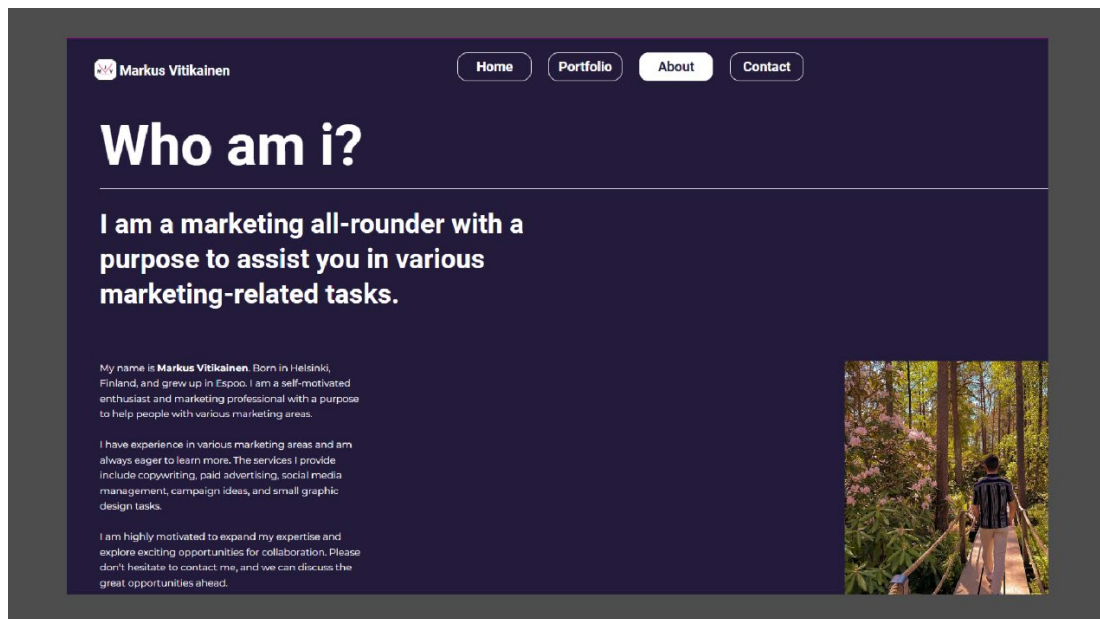 Markus Vitikainen
Home
Portfolio
About
Contact
Who am i?
I am a marketing all-rounder with a
purpose to assist you in various
marketing-related tasks.
My name is Markus Vitikainen. Born in Helsinki,
Finland, and grew up in Espoo. I am a self-motivated
enthusiast and marketing professional with a purpose
to help people with various marketing areas.
I have experience in various marketing areas and am
always eager to learn more. The services I provide
include copywriting, paid advertising, social media
management, campaign ideas, and small graphic
design tasks.
I am highly motivated to expand my expertise and
explore exciting opportunities for collaboration. Please
don't hesitate to contact me, and we can discuss the
great opportunities ahead.